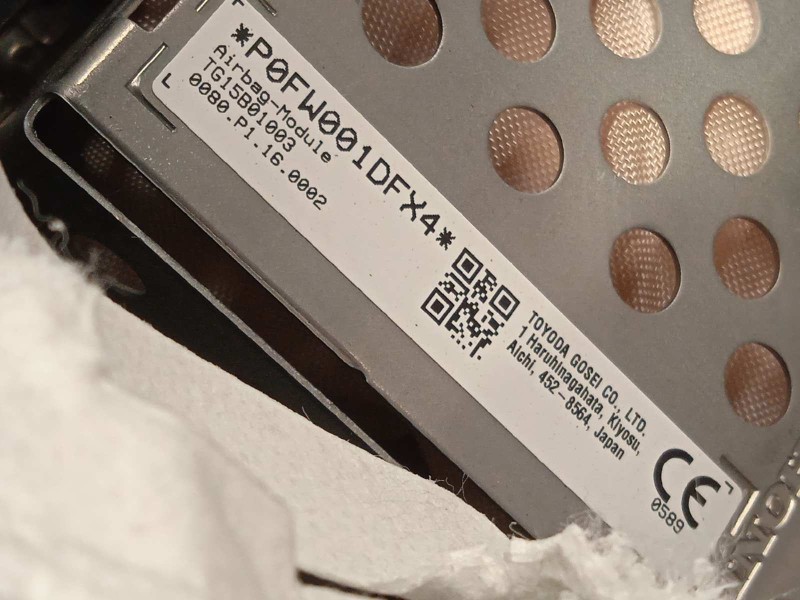 *P0FW001DFX4*
Airbag-Module
TG15B01003
0080.P1.16.0002
TOYODA GOSEI CO., LTD.
1 Haruhinagahata, Kiyosu,
Aichi, 452-8564, Japan
CE
0589